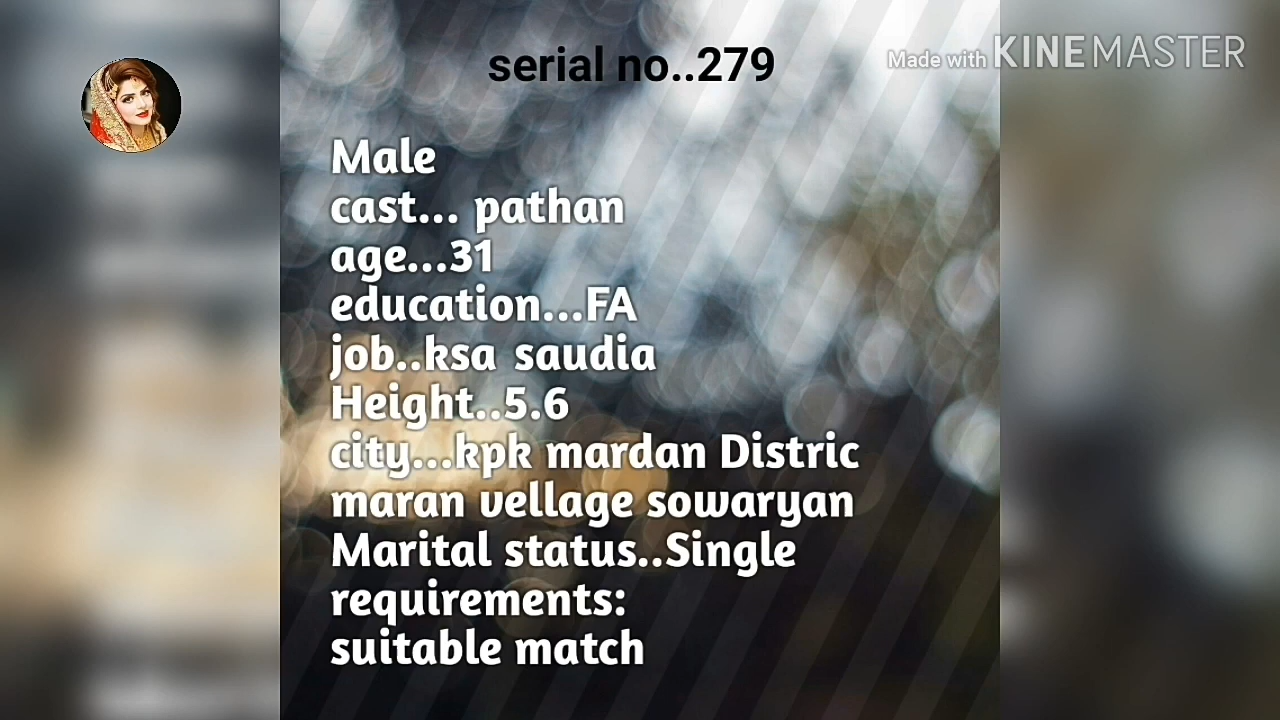 serial no..279
Made with KINEMASTER
Male
cast... pathan
age...31
education...FA
job..ksa saudia
Height..5.6
city...kpk mardan Distric
maran vellage sowaryan
Marital status..Single
requirements:
suitable match